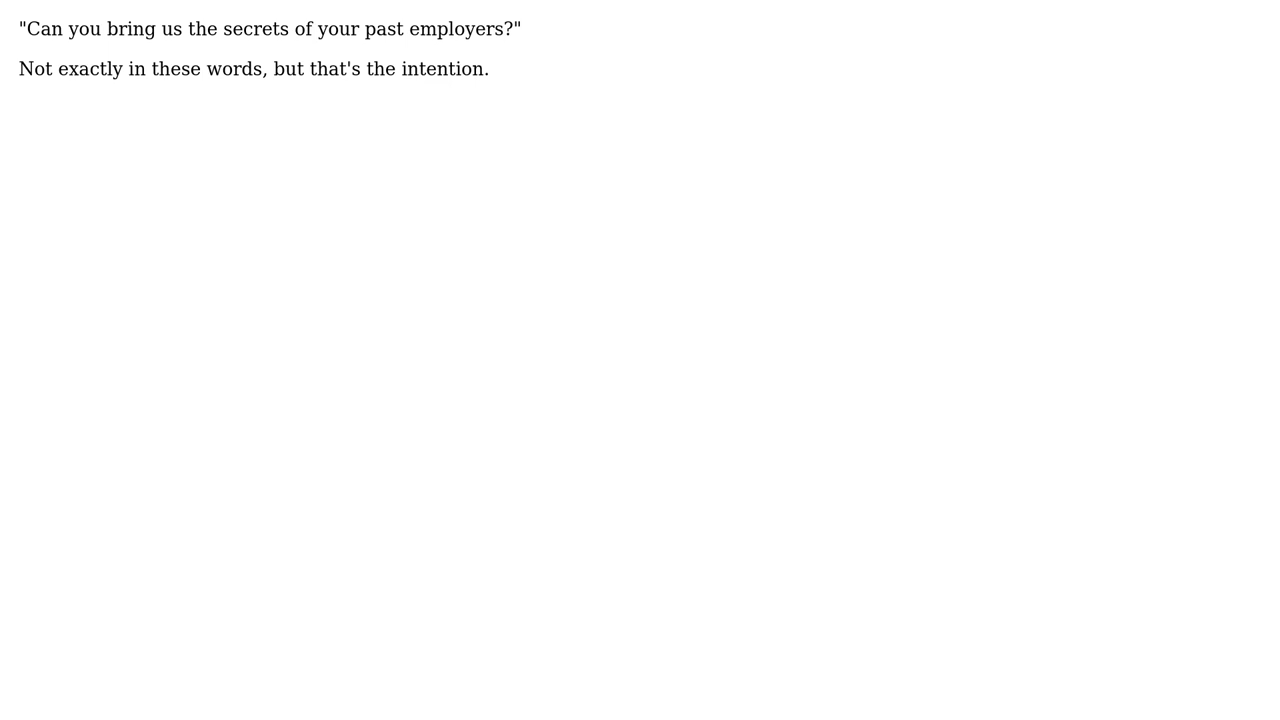 "Can you bring us the secrets of your past employers?"
Not exactly in these words, but that's the intention.